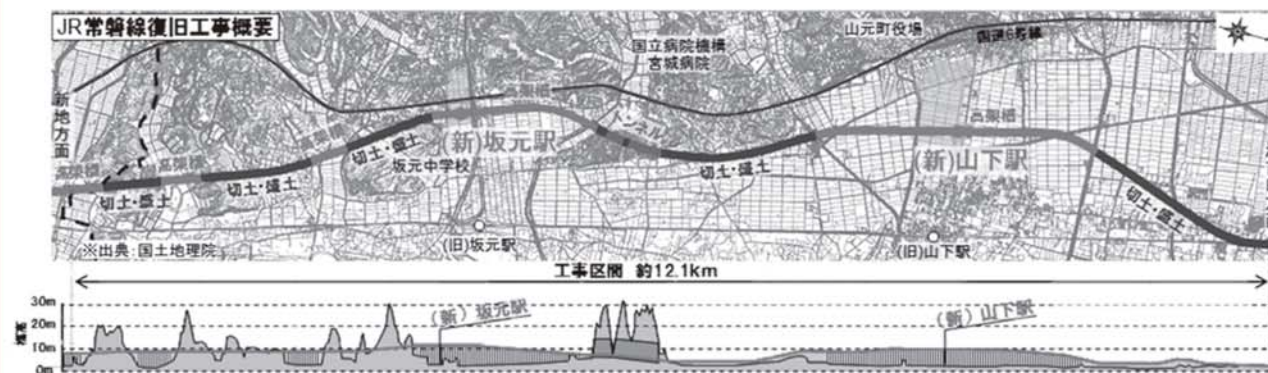 JR常磐線復旧工事概要
国立病院機構
宮城病院
山元町役場
国道6号線
新地方面
高架橋
高架橋
高架橋
高架橋
高架橋
トンネル
切土・盛土
切土・盛土
切土・盛土
切土・盛土
切土・盛土
(新)坂元駅
坂元中学校
(新)山下駅
(旧)坂元駅
(旧)山下駅
※出典:国土地理院
工事区間 約12.1km
標高
30m
20m
10m
0m
(新)坂元駅
(新)山下駅